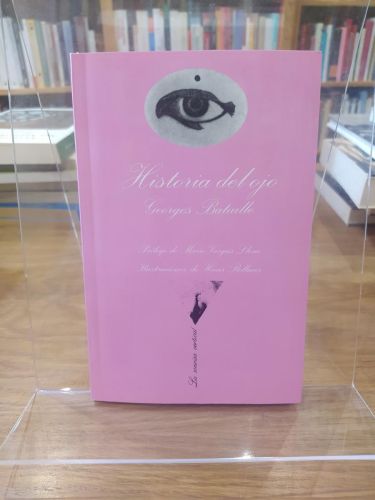 Historia del ojo
Georges Bataille
Prólogo de Mario Vargas Llosa
Ilustraciones de Hans Bellmer
La sonrisa vertical